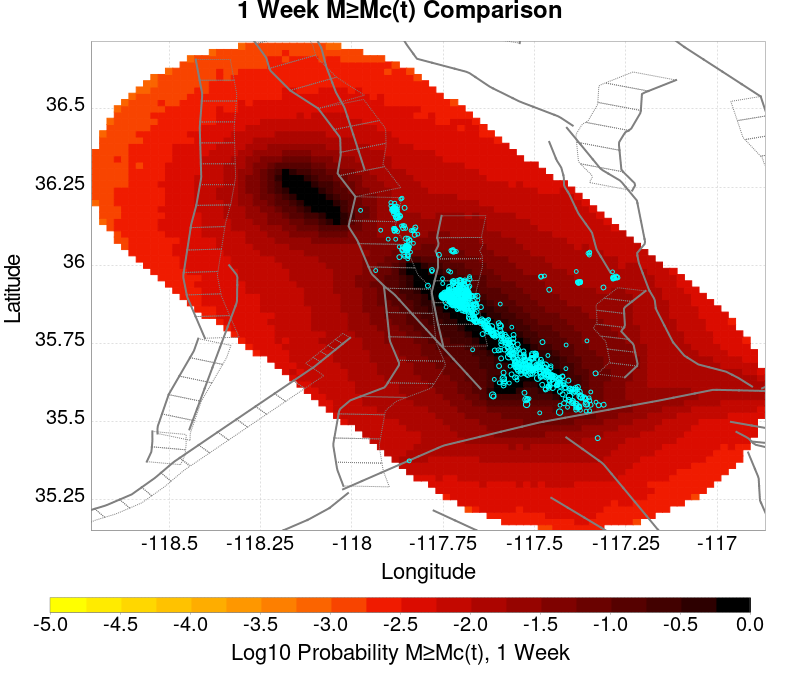 1 Week M≥Mc(t) Comparison
Latitude
36.5
36.25
36
35.75
35.5
35.25
-118.5 -118.25 -118 -117.75 -117.5 -117.25 -117
Longitude
-5.0 -4.5 -4.0 -3.5 -3.0 -2.5 -2.0 -1.5 -1.0 -0.5 0.0
Log10 Probability M≥Mc(t), 1 Week